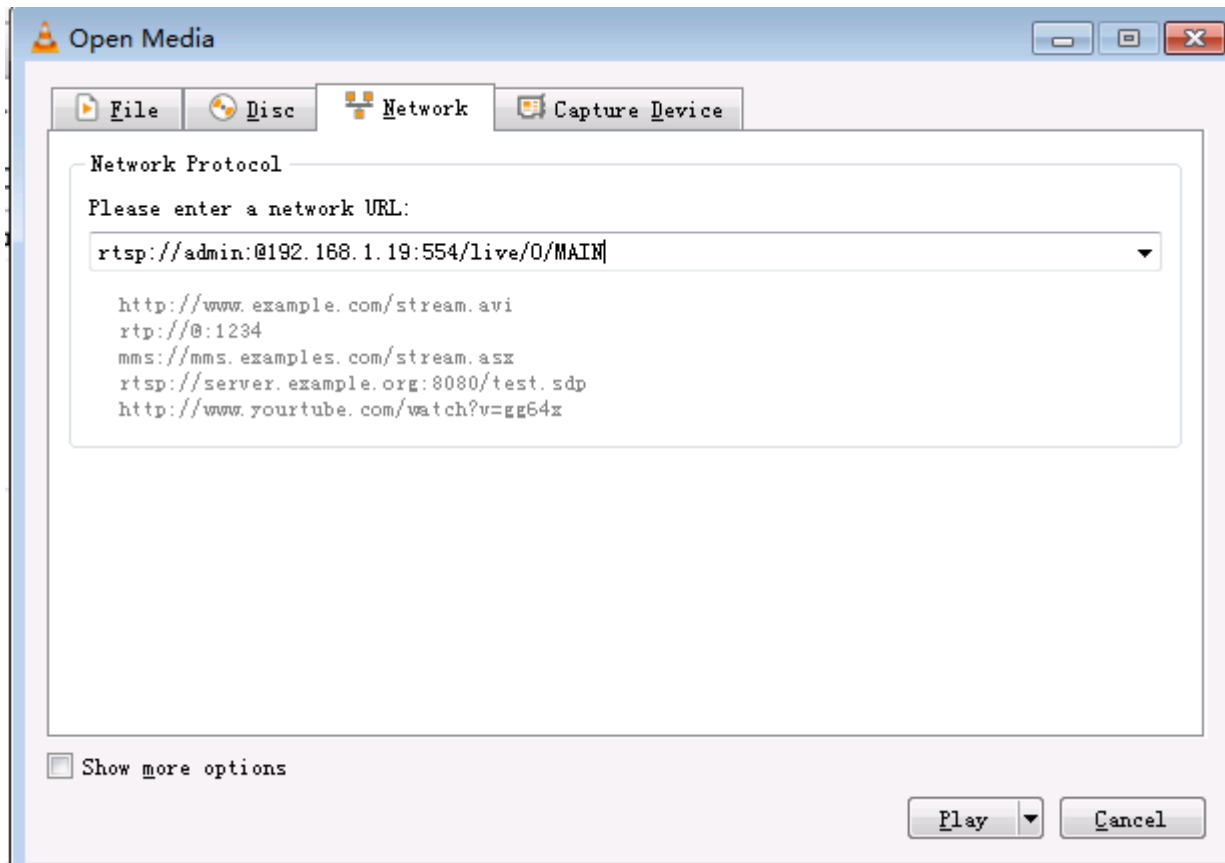 Open Media
File
Disc
Network
Capture Device
Network Protocol
Please enter a network URL:
rtsp://admin:@192.168.1.19:554/live/0/MAIN
http://www.example.com/stream.avi
rtp://@:1234
mms://mms.examples.com/stream.asx
rtsp://server.example.org:8080/test.sdp
http://www.yourtube.com/watch?v=gg64x
Show more options
Play
Cancel